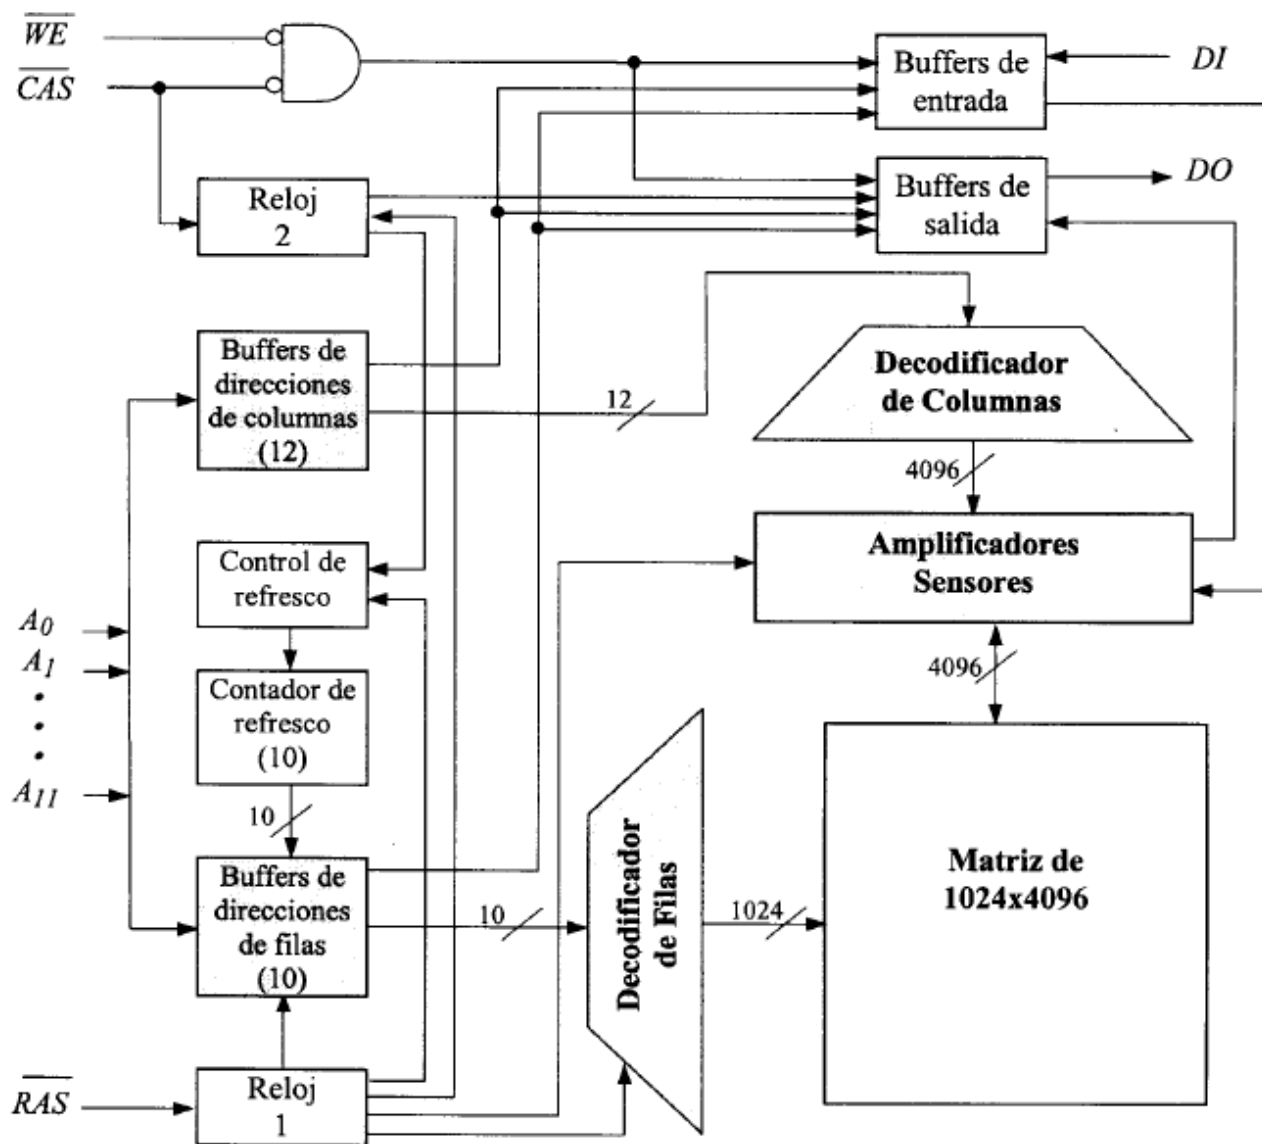 WE
CAS
Buffers de
entrada
DI
Reloj
2
Buffers de
salida
DO
Buffers de
direcciones
de columnas
(12)
12
Decodificador
de Columnas
4096
Amplificadores
Sensores
4096
Control de
refresco
A0
A1
A11
Contador de
refresco
(10)
10
Buffers de
direcciones
de filas
(10)
10
Decodificador
de Filas
1024
Matriz de
1024x4096
RAS
Reloj
1